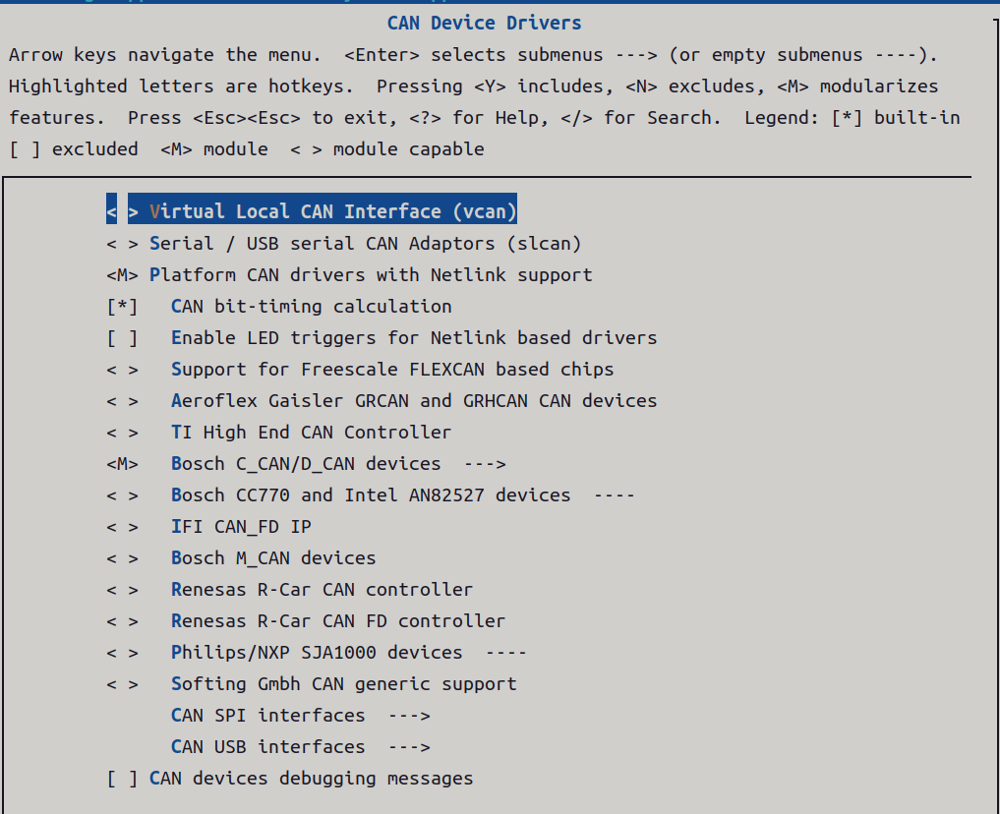 CAN Device Drivers
Arrow keys navigate the menu.  <Enter> selects submenus ---> (or empty submenus ----).
Highlighted letters are hotkeys.  Pressing <Y> includes, <N> excludes, <M> modularizes
features.  Press <Esc><Esc> to exit, <?> for Help, </> for Search.  Legend: [*] built-in
[ ] excluded  <M> module  < > module capable
< > Virtual Local CAN Interface (vcan)
< > Serial / USB serial CAN Adaptors (slcan)
<M> Platform CAN drivers with Netlink support
[*]   CAN bit-timing calculation
[ ]   Enable LED triggers for Netlink based drivers
< >   Support for Freescale FLEXCAN based chips
< >   Aeroflex Gaisler GRCAN and GRHCAN CAN devices
< >   TI High End CAN Controller
<M>   Bosch C_CAN/D_CAN devices  --->
< >   Bosch CC770 and Intel AN82527 devices  ----
< >   IFI CAN_FD IP
< >   Bosch M_CAN devices
< >   Renesas R-Car CAN controller
< >   Renesas R-Car CAN FD controller
< >   Philips/NXP SJA1000 devices  ----
< >   Softing Gmbh CAN generic support
CAN SPI interfaces  --->
CAN USB interfaces  --->
[ ] CAN devices debugging messages